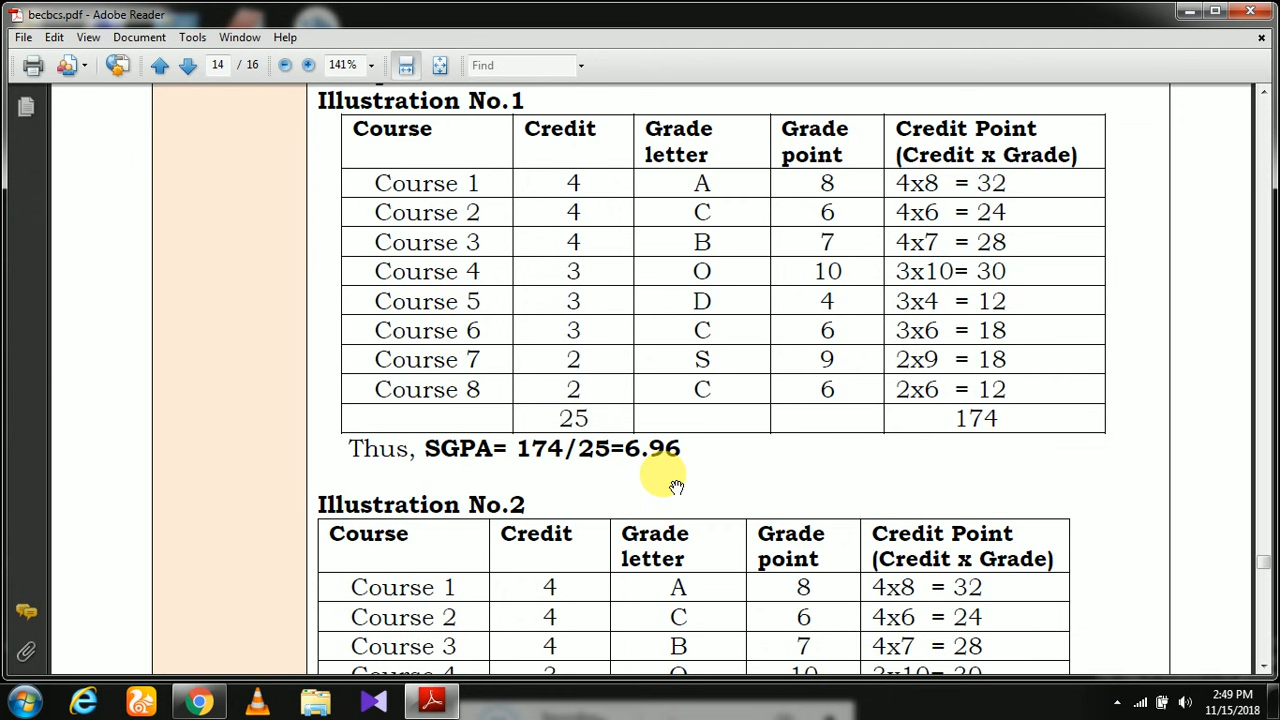 becbcs.pdf - Adobe Reader
File Edit View Document Tools Window Help
14 / 16 141% Find
Illustration No.1
Course Credit Grade letter Grade point Credit Point (Credit x Grade)
Course 1 4 A 8 4x8 = 32
Course 2 4 C 6 4x6 = 24
Course 3 4 B 7 4x7 = 28
Course 4 3 O 10 3x10= 30
Course 5 3 D 4 3x4 = 12
Course 6 3 C 6 3x6 = 18
Course 7 2 S 9 2x9 = 18
Course 8 2 C 6 2x6 = 12
25 174
Thus, SGPA= 174/25=6.96
Illustration No.2
Course Credit Grade letter Grade point Credit Point (Credit x Grade)
Course 1 4 A 8 4x8 = 32
Course 2 4 C 6 4x6 = 24
Course 3 4 B 7 4x7 = 28
2:49 PM
11/15/2018